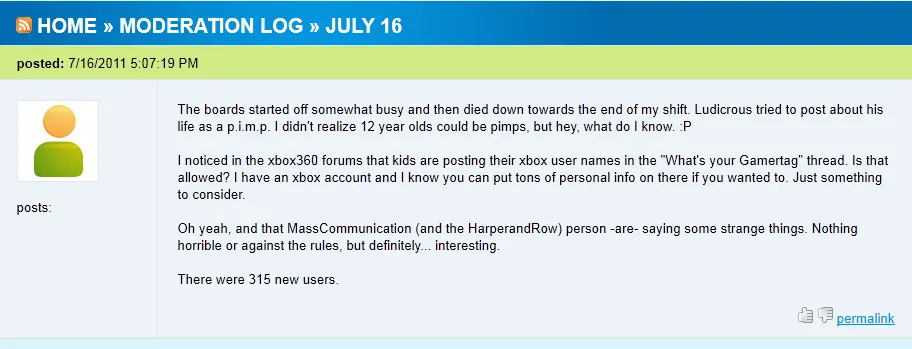 HOME » MODERATION LOG » JULY 16
posted: 7/16/2011 5:07:19 PM
The boards started off somewhat busy and then died down towards the end of my shift. Ludicrous tried to post about his
life as a p.i.m.p. I didn't realize 12 year olds could be pimps, but hey, what do I know. :P
I noticed in the xbox360 forums that kids are posting their xbox user names in the "What's your Gamertag" thread. Is that
allowed? I have an xbox account and I know you can put tons of personal info on there if you wanted to. Just something
to consider.
posts:
Oh yeah, and that MassCommunication (and the HarperandRow) person -are- saying some strange things. Nothing
horrible or against the rules, but definitely... interesting.
There were 315 new users.
permalink